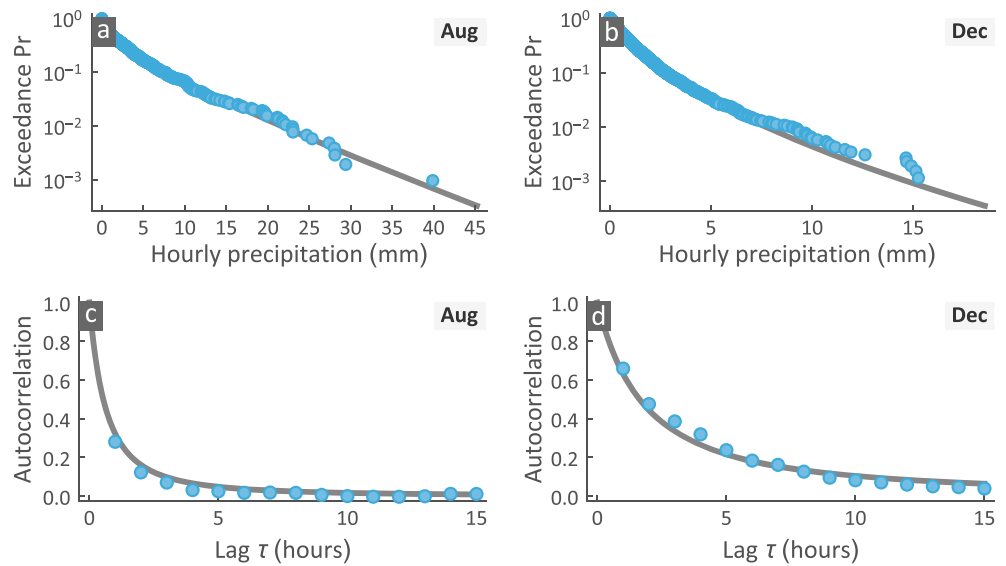 a
Aug
Exceedance Pr
10⁰
10⁻¹
10⁻²
10⁻³
0 5 10 15 20 25 30 35 40 45
Hourly precipitation (mm)
b
Dec
Exceedance Pr
10⁰
10⁻¹
10⁻²
10⁻³
0 5 10 15
Hourly precipitation (mm)
c
Aug
Autocorrelation
1.0
0.8
0.6
0.4
0.2
0.0
0 5 10 15
Lag τ (hours)
d
Dec
Autocorrelation
1.0
0.8
0.6
0.4
0.2
0.0
0 5 10 15
Lag τ (hours)